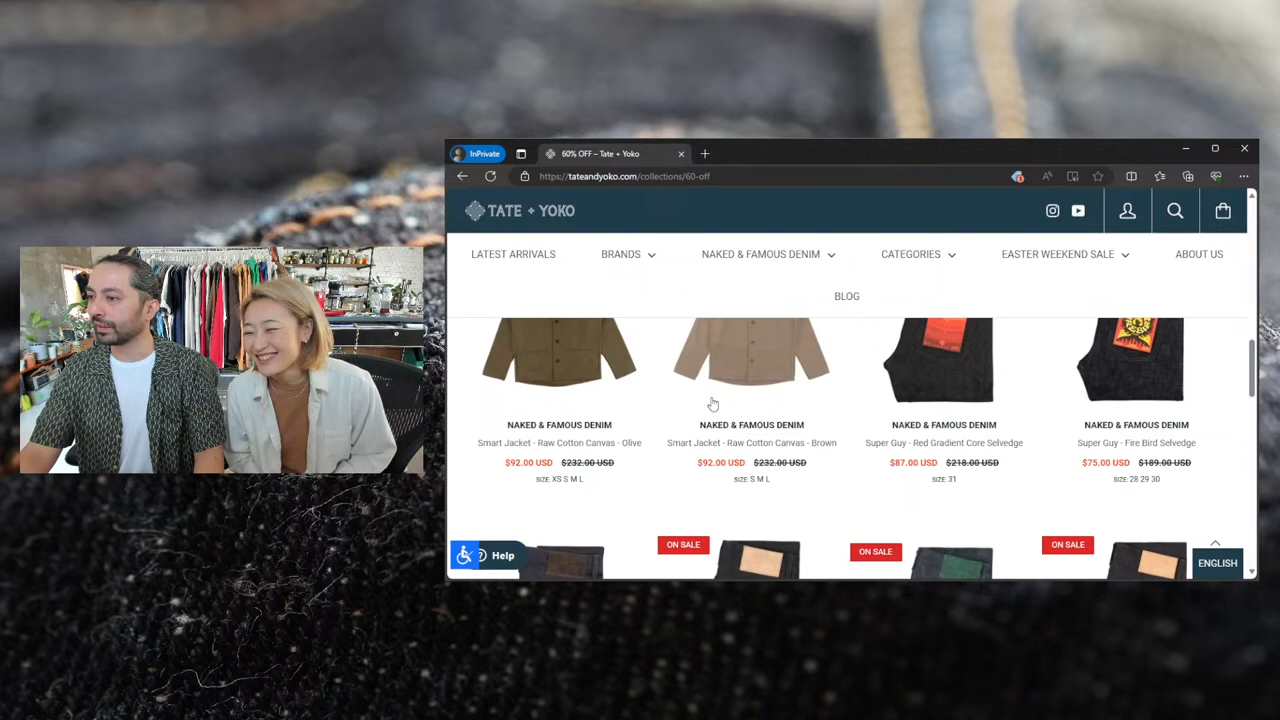 InPrivate
60% OFF – Tate + Yoko
https://tateandyoko.com/collections/60-off
TATE + YOKO
LATEST ARRIVALS
BRANDS
NAKED & FAMOUS DENIM
CATEGORIES
EASTER WEEKEND SALE
ABOUT US
BLOG
NAKED & FAMOUS DENIM
Smart Jacket - Raw Cotton Canvas - Olive
$92.00 USD $232.00 USD
SIZE: XS S M L
NAKED & FAMOUS DENIM
Smart Jacket - Raw Cotton Canvas - Brown
$92.00 USD $232.00 USD
SIZE: S M L
NAKED & FAMOUS DENIM
Super Guy - Red Gradient Core Selvedge
$87.00 USD $218.00 USD
SIZE: 31
NAKED & FAMOUS DENIM
Super Guy - Fire Bird Selvedge
$75.00 USD $189.00 USD
SIZE: 28 29 30
ON SALE
ON SALE
ON SALE
Help
ENGLISH